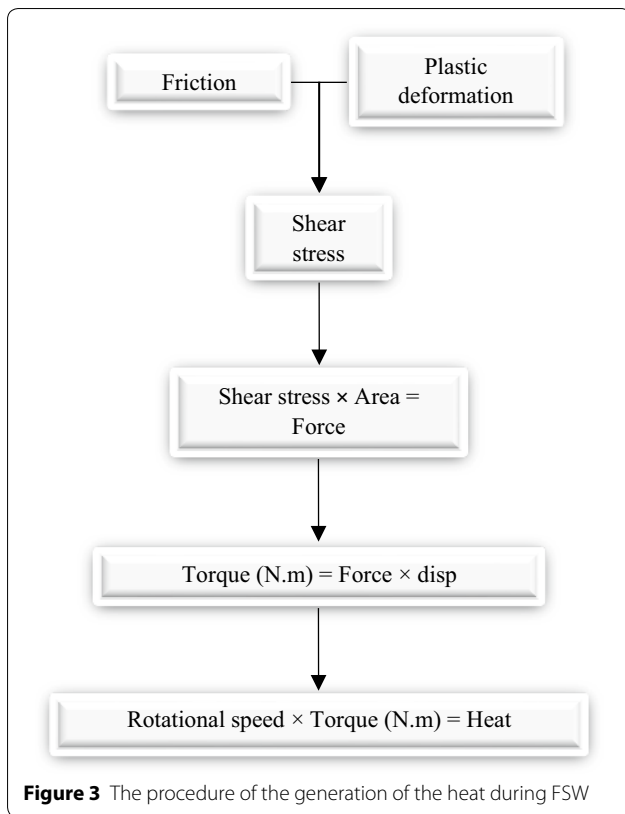 Friction
Plastic
deformation
Shear
stress
Shear stress × Area =
Force
Torque (N.m) = Force × disp
Rotational speed × Torque (N.m) = Heat
Figure 3 The procedure of the generation of the heat during FSW